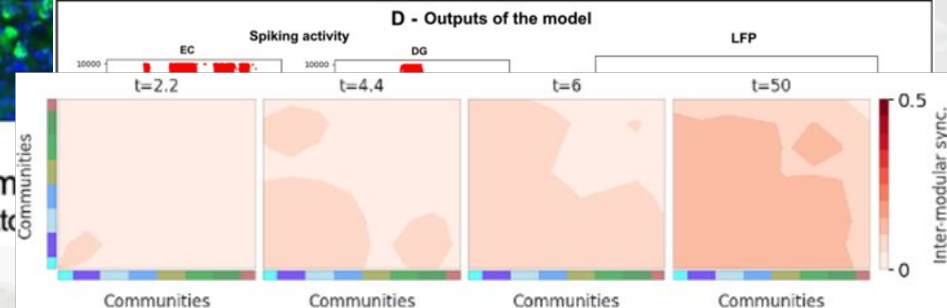 D - Outputs of the model
Spiking activity
LFP
EC
DG
10000
10000
t=2.2
t=4.4
t=6
t=50
0.5
0
Communities
Inter-modular sync.
Communities
Communities
Communities
Communities